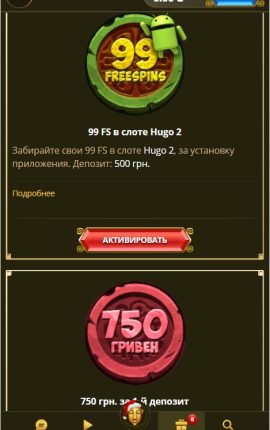 99
FREESPINS
99 FS в слоте Hugo 2
Забирайте свои 99 FS в слоте Hugo 2, за установку
приложения. Депозит: 500 грн.
Подробнее
АКТИВИРОВАТЬ
750
ГРИВЕН
750 грн. за 1-й депозит